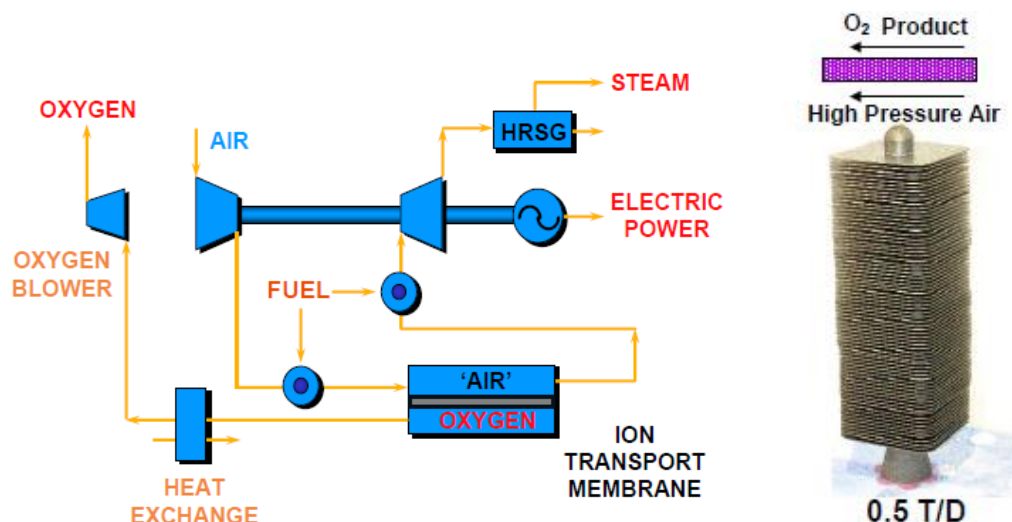 OXYGEN
AIR
HRSG
STEAM
ELECTRIC
POWER
OXYGEN
BLOWER
FUEL
'AIR'
OXYGEN
HEAT
EXCHANGE
ION
TRANSPORT
MEMBRANE
O₂ Product
High Pressure Air
0.5 T/D